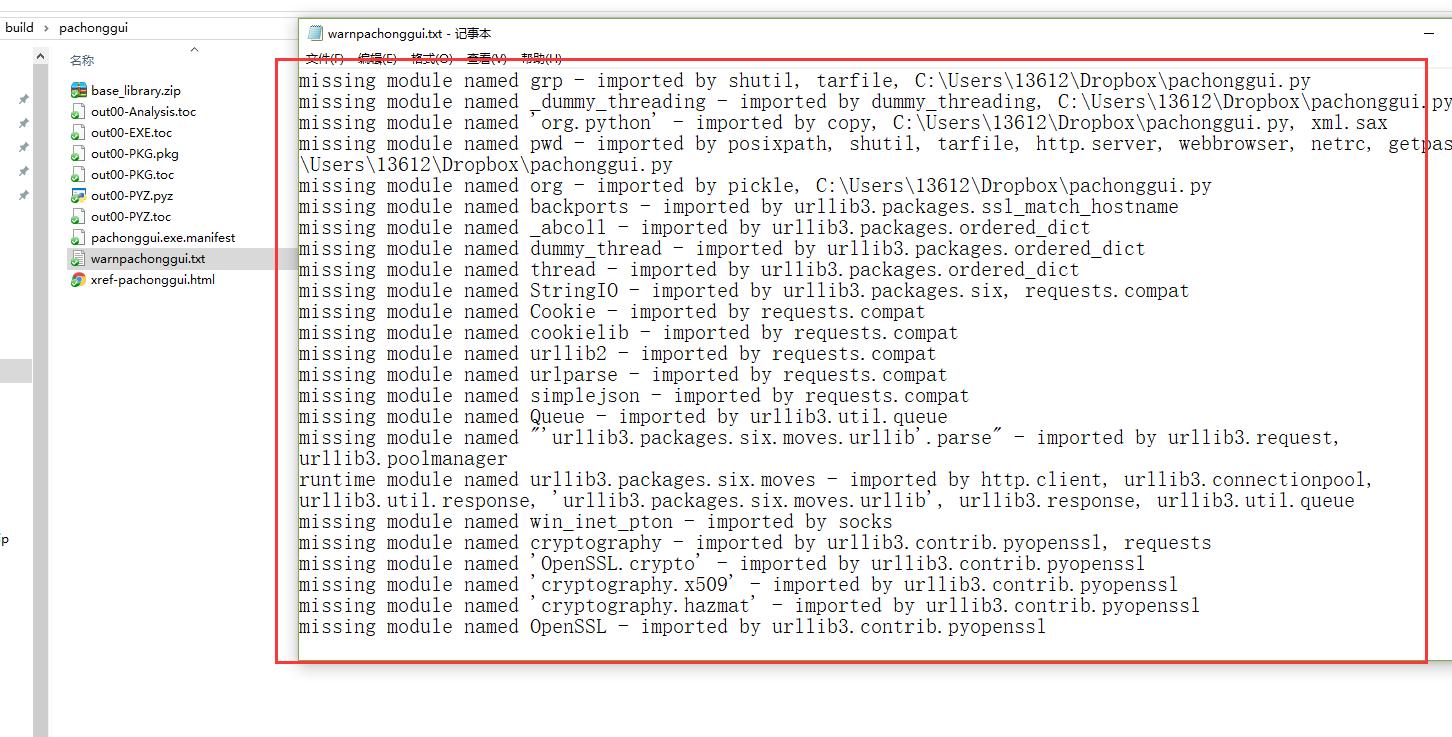 build > pachonggui
名称
base_library.zip
out00-Analysis.toc
out00-EXE.toc
out00-PKG.pkg
out00-PKG.toc
out00-PYZ.pyz
out00-PYZ.toc
pachonggui.exe.manifest
warnpachonggui.txt
xref-pachonggui.html
ip
warnpachonggui.txt - 记事本
文件(F) 编辑(E) 格式(O) 查看(V) 帮助(H)
missing module named grp - imported by shutil, tarfile, C:\Users\13612\Dropbox\pachonggui.py
missing module named _dummy_threading - imported by dummy_threading, C:\Users\13612\Dropbox\pachonggui.py
missing module named 'org.python' - imported by copy, C:\Users\13612\Dropbox\pachonggui.py, xml.sax
missing module named pwd - imported by posixpath, shutil, tarfile, http.server, webbrowser, netrc, getpas
\Users\13612\Dropbox\pachonggui.py
missing module named org - imported by pickle, C:\Users\13612\Dropbox\pachonggui.py
missing module named backports - imported by urllib3.packages.ssl_match_hostname
missing module named _abcoll - imported by urllib3.packages.ordered_dict
missing module named dummy_thread - imported by urllib3.packages.ordered_dict
missing module named thread - imported by urllib3.packages.ordered_dict
missing module named StringIO - imported by urllib3.packages.six, requests.compat
missing module named Cookie - imported by requests.compat
missing module named cookielib - imported by requests.compat
missing module named urllib2 - imported by requests.compat
missing module named urlparse - imported by requests.compat
missing module named simplejson - imported by requests.compat
missing module named Queue - imported by urllib3.util.queue
missing module named "'urllib3.packages.six.moves.urllib'.parse" - imported by urllib3.request,
urllib3.poolmanager
runtime module named urllib3.packages.six.moves - imported by http.client, urllib3.connectionpool,
urllib3.util.response, 'urllib3.packages.six.moves.urllib', urllib3.response, urllib3.util.queue
missing module named win_inet_pton - imported by socks
missing module named cryptography - imported by urllib3.contrib.pyopenssl, requests
missing module named 'OpenSSL.crypto' - imported by urllib3.contrib.pyopenssl
missing module named 'cryptography.x509' - imported by urllib3.contrib.pyopenssl
missing module named 'cryptography.hazmat' - imported by urllib3.contrib.pyopenssl
missing module named OpenSSL - imported by urllib3.contrib.pyopenssl